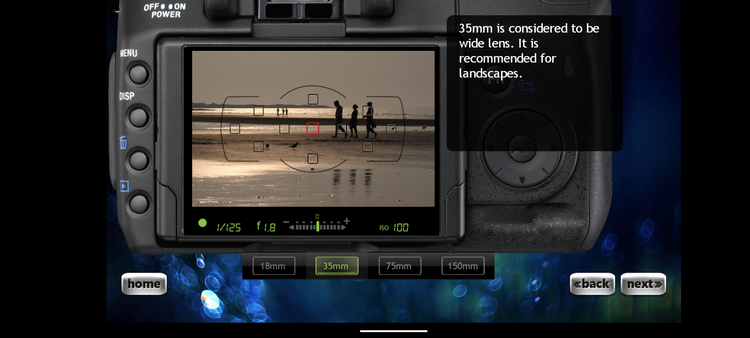 OFF ON
POWER
MENU
DISP
35mm is considered to be
wide lens. It is
recommended for
landscapes.
0
1/125
f 1.8
− +
ISO 100
18mm
35mm
75mm
150mm
home
«back
next»